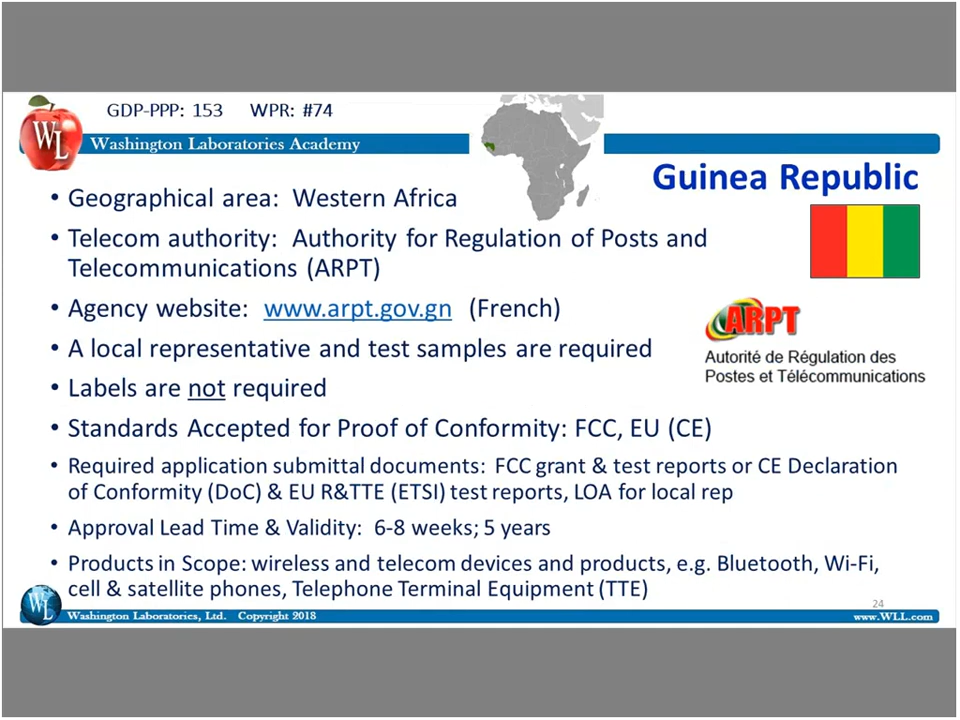 GDP-PPP: 153 WPR: #74
WL
Washington Laboratories Academy
Guinea Republic
• Geographical area: Western Africa
• Telecom authority: Authority for Regulation of Posts and
Telecommunications (ARPT)
• Agency website: www.arpt.gov.gn (French)
ARPT
Autorité de Régulation des
Postes et Télécommunications
• A local representative and test samples are required
• Labels are not required
• Standards Accepted for Proof of Conformity: FCC, EU (CE)
• Required application submittal documents: FCC grant & test reports or CE Declaration
of Conformity (DoC) & EU R&TTE (ETSI) test reports, LOA for local rep
• Approval Lead Time & Validity: 6-8 weeks; 5 years
• Products in Scope: wireless and telecom devices and products, e.g. Bluetooth, Wi-Fi,
cell & satellite phones, Telephone Terminal Equipment (TTE)
24
WL
Washington Laboratories, Ltd. Copyright 2018
www.WLL.com